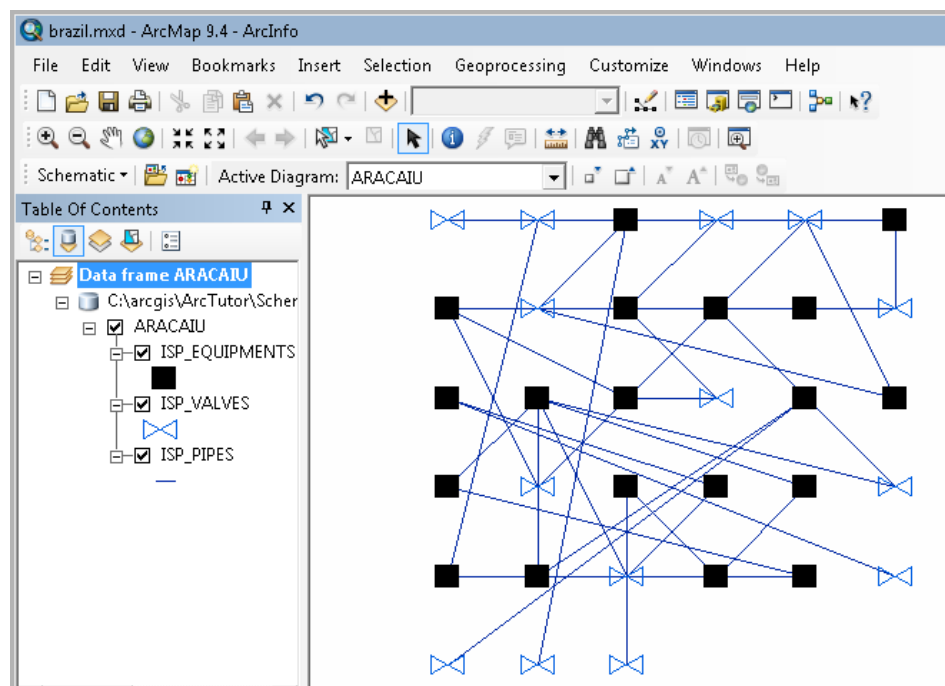 brazil.mxd - ArcMap 9.4 - ArcInfo
File Edit View Bookmarks Insert Selection Geoprocessing Customize Windows Help
Schematic Active Diagram: ARACAIU
Table Of Contents
Data frame ARACAIU
C:\arcgis\ArcTutor\Scher
ARACAIU
ISP_EQUIPMENTS
ISP_VALVES
ISP_PIPES